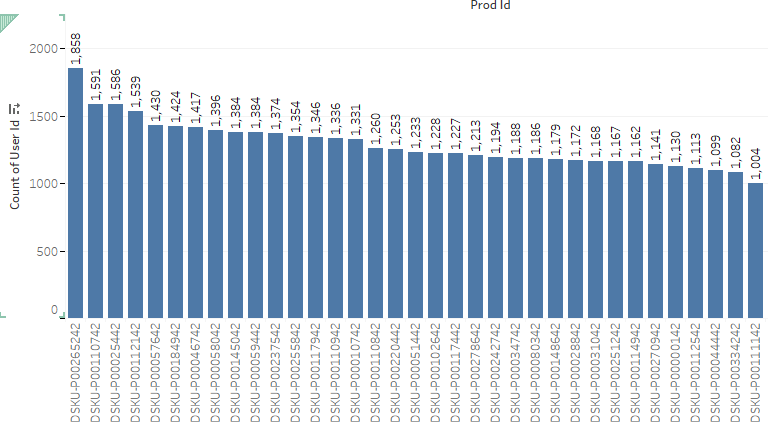 Prod Id
Count of User Id
2000
1500
1000
500
0
1,858
1,591
1,586
1,539
1,430
1,424
1,417
1,396
1,384
1,384
1,374
1,354
1,346
1,336
1,331
1,260
1,253
1,233
1,228
1,227
1,213
1,194
1,188
1,186
1,179
1,172
1,168
1,167
1,162
1,141
1,130
1,113
1,099
1,082
1,004
DSKU-P00265242
DSKU-P00110742
DSKU-P00025442
DSKU-P00112142
DSKU-P00057642
DSKU-P00184942
DSKU-P00046742
DSKU-P00058042
DSKU-P00145042
DSKU-P00059442
DSKU-P00237542
DSKU-P00255842
DSKU-P00117942
DSKU-P00110942
DSKU-P00010742
DSKU-P00110842
DSKU-P00220442
DSKU-P00051442
DSKU-P00102642
DSKU-P00117442
DSKU-P00278642
DSKU-P00242742
DSKU-P00034742
DSKU-P00080342
DSKU-P00148642
DSKU-P00028842
DSKU-P00031042
DSKU-P00251242
DSKU-P00114942
DSKU-P00270942
DSKU-P00000142
DSKU-P00112542
DSKU-P00044442
DSKU-P00334242
DSKU-P00111142